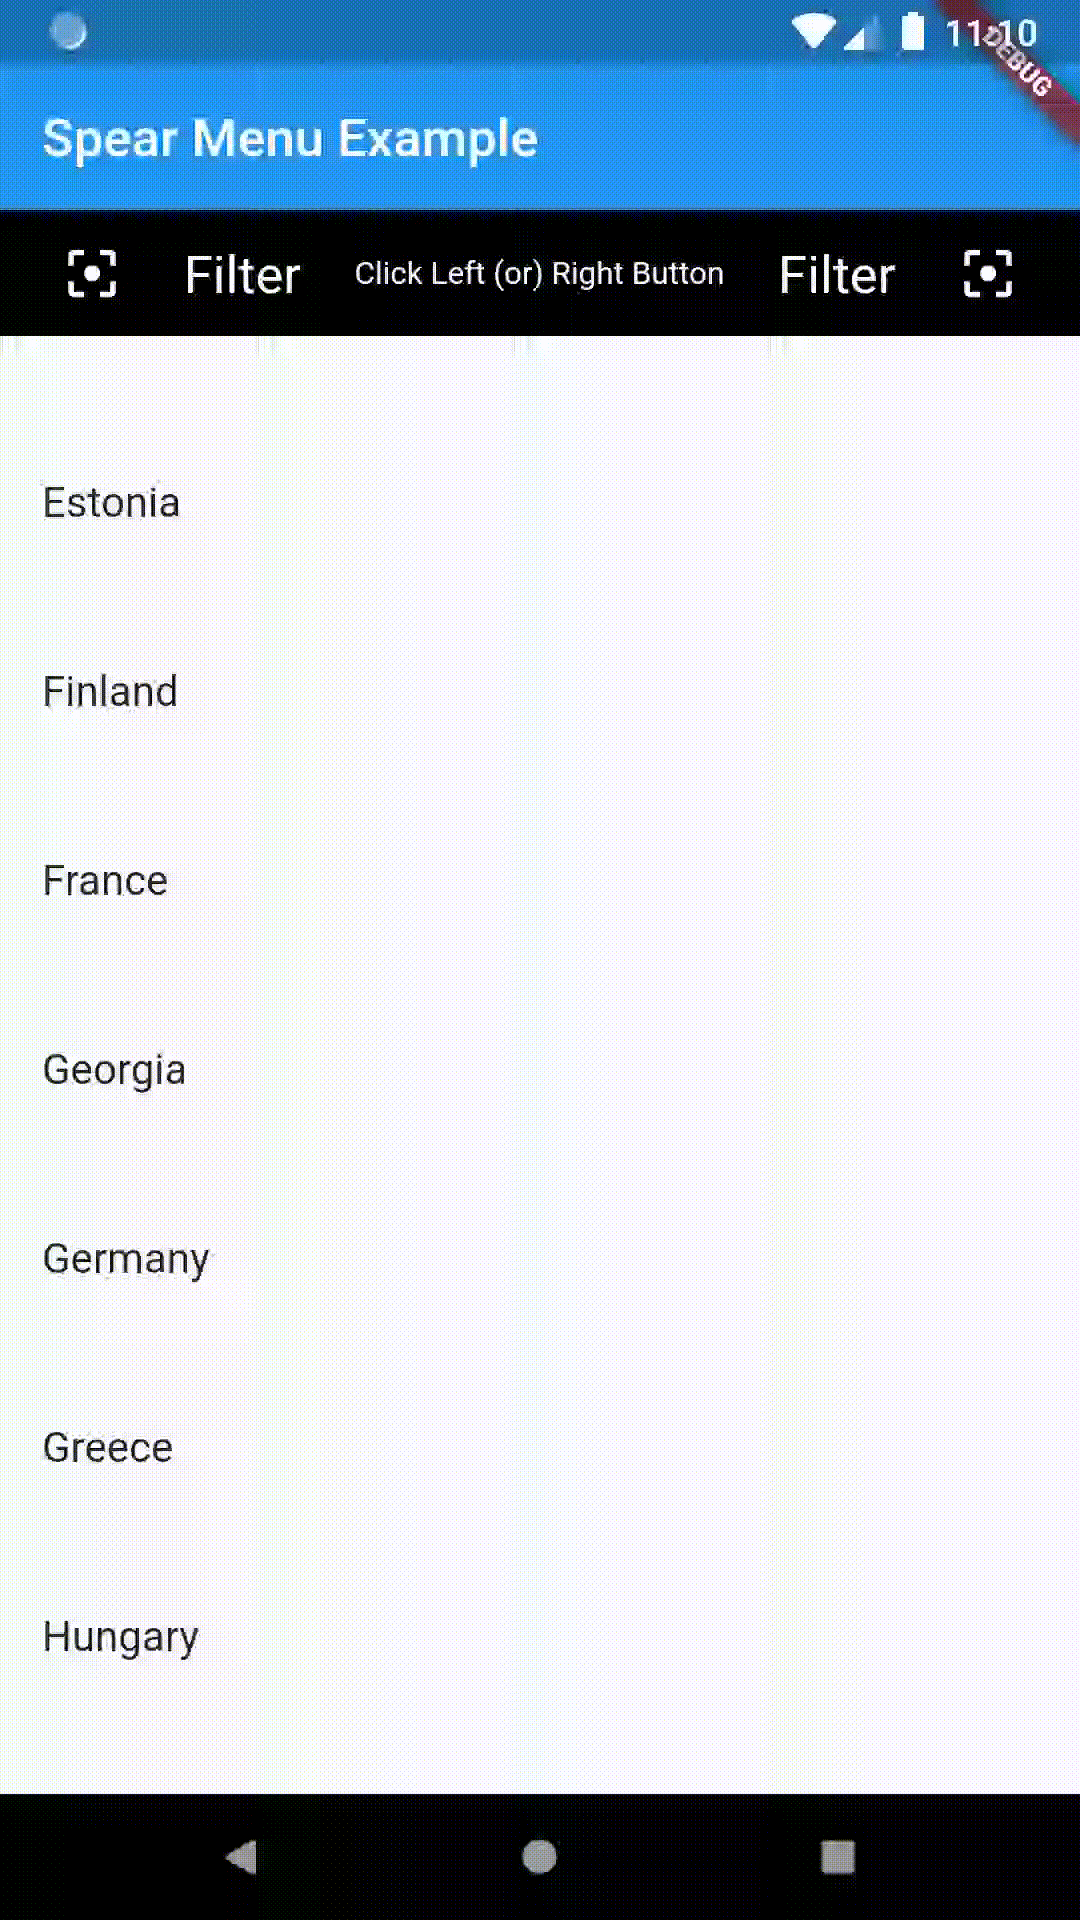 11:10
DEBUG
Spear Menu Example
Filter Click Left (or) Right Button Filter
Estonia
Finland
France
Georgia
Germany
Greece
Hungary